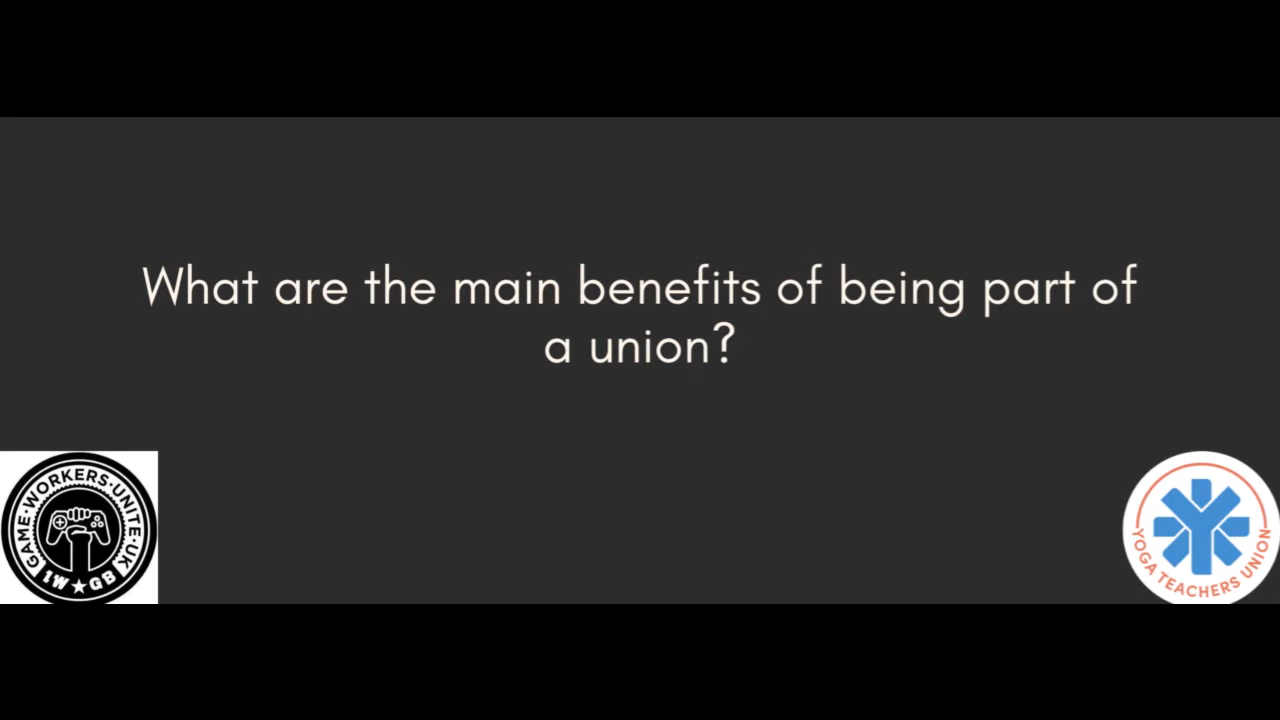 What are the main benefits of being part of
a union?
GAME·WORKERS·UNITE·UK
IW★GB
YOGA TEACHERS UNION